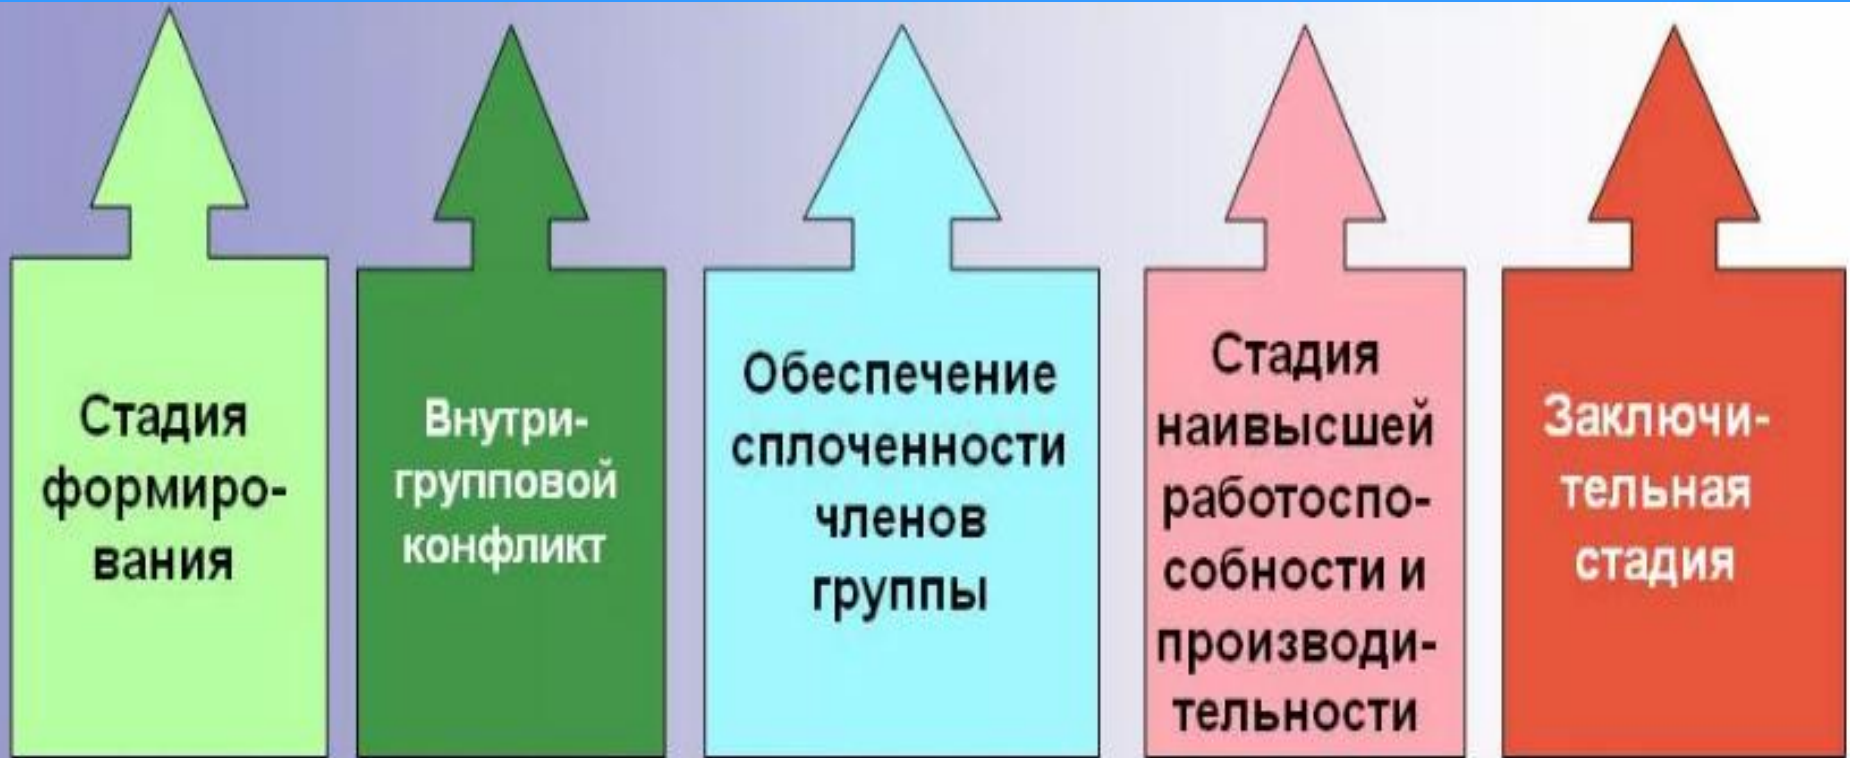 Стадия
формиро-
вания
Внутри-
групповой
конфликт
Обеспечение
сплоченности
членов
группы
Стадия
наивысшей
работоспо-
собности и
производи-
тельности
Заключи-
тельная
стадия